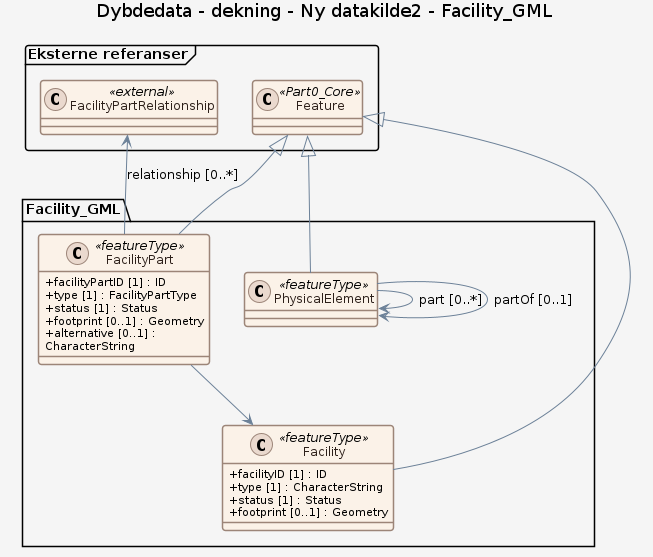 Dybdedata - dekning - Ny datakilde2 - Facility_GML
Eksterne referanser
C
«external»
FacilityPartRelationship
C
«Part0_Core»
Feature
relationship [0..*]
Facility_GML
C
«featureType»
FacilityPart
+facilityPartID [1] : ID
+type [1] : FacilityPartType
+status [1] : Status
+footprint [0..1] : Geometry
+alternative [0..1] :
CharacterString
C
«featureType»
PhysicalElement
part [0..*]
partOf [0..1]
C
«featureType»
Facility
+facilityID [1] : ID
+type [1] : CharacterString
+status [1] : Status
+footprint [0..1] : Geometry